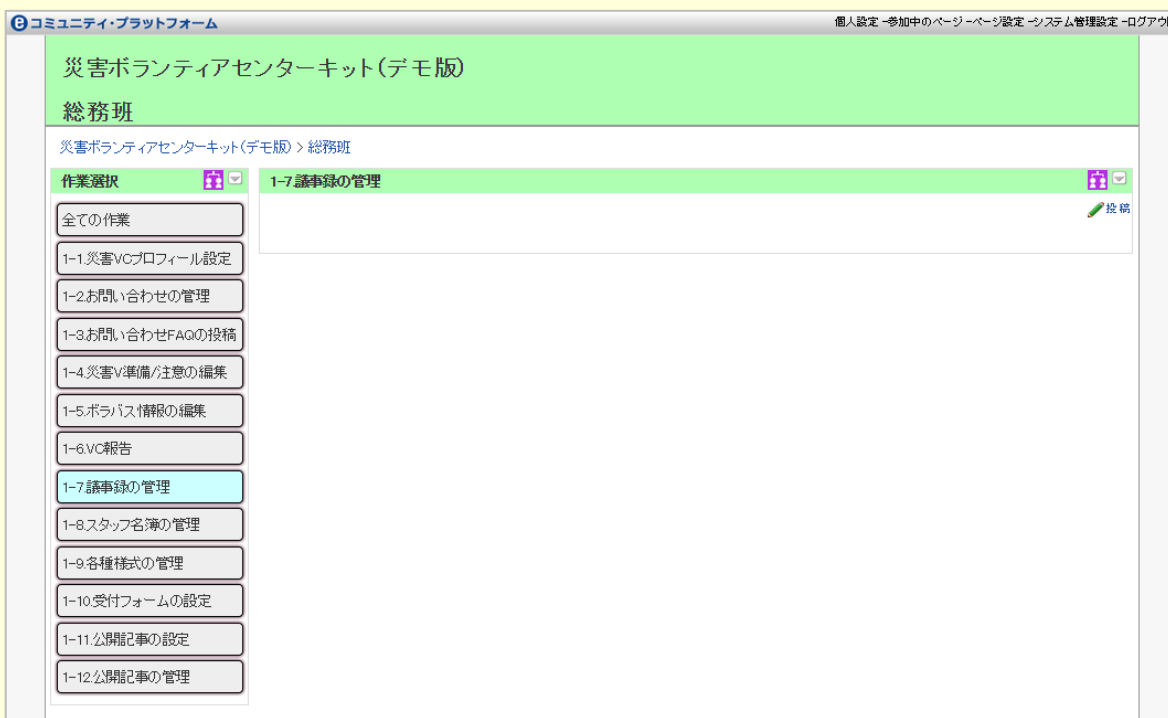 eコミュニティ・プラットフォーム
個人設定 -参加中のページ -ページ設定 -システム管理設定 -ログアウ
災害ボランティアセンターキット(デモ版)
総務班
災害ボランティアセンターキット(デモ版) > 総務班
作業選択
全ての作業
1-1.災害VCプロフィール設定
1-2.お問い合わせの管理
1-3.お問い合わせFAQの投稿
1-4.災害V準備/注意の編集
1-5.ボラバス情報の編集
1-6.VC報告
1-7.議事録の管理
1-8.スタッフ名簿の管理
1-9.各種様式の管理
1-10.受付フォームの設定
1-11.公開記事の設定
1-12.公開記事の管理
1-7.議事録の管理
投稿